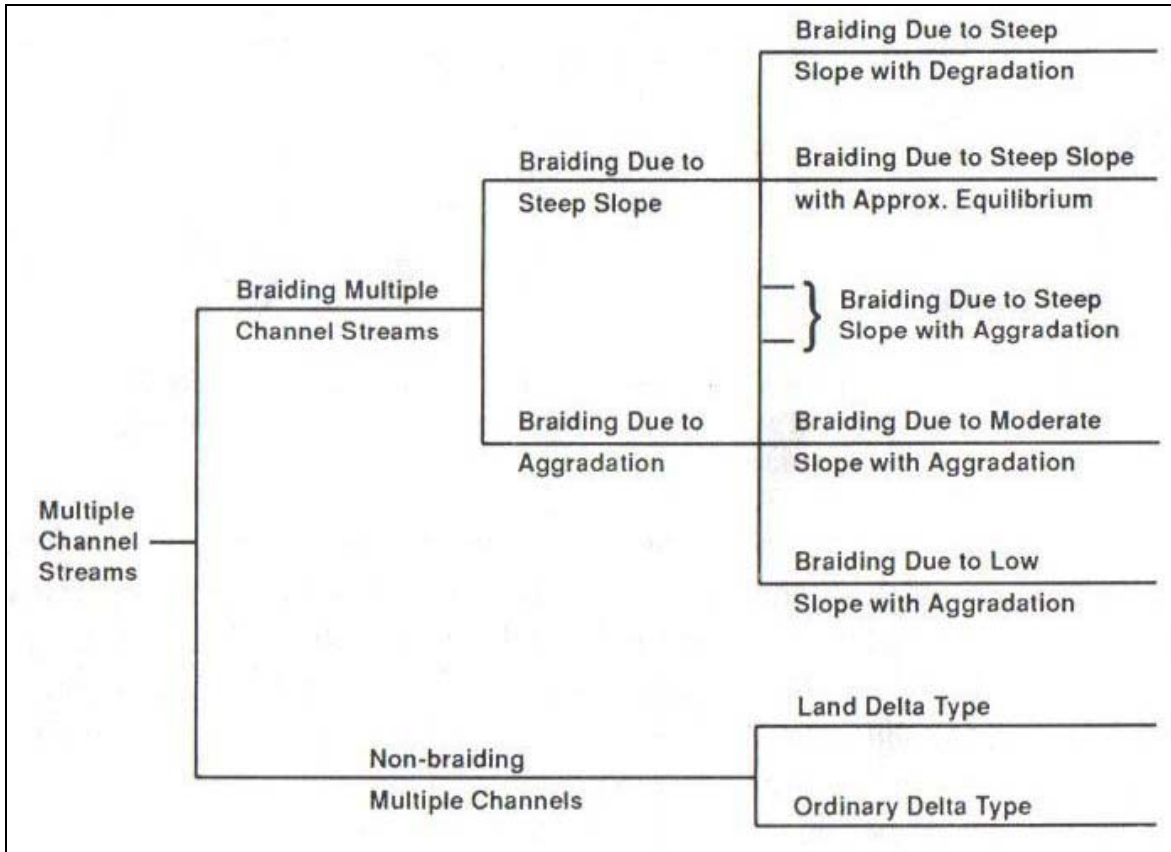 Braiding Due to Steep
Slope with Degradation
Braiding Due to
Steep Slope
Braiding Due to Steep Slope
with Approx. Equilibrium
Braiding Multiple
Channel Streams
Braiding Due to Steep
Slope with Aggradation
Braiding Due to
Aggradation
Braiding Due to Moderate
Slope with Aggradation
Multiple
Channel
Streams
Braiding Due to Low
Slope with Aggradation
Land Delta Type
Non-braiding
Multiple Channels
Ordinary Delta Type